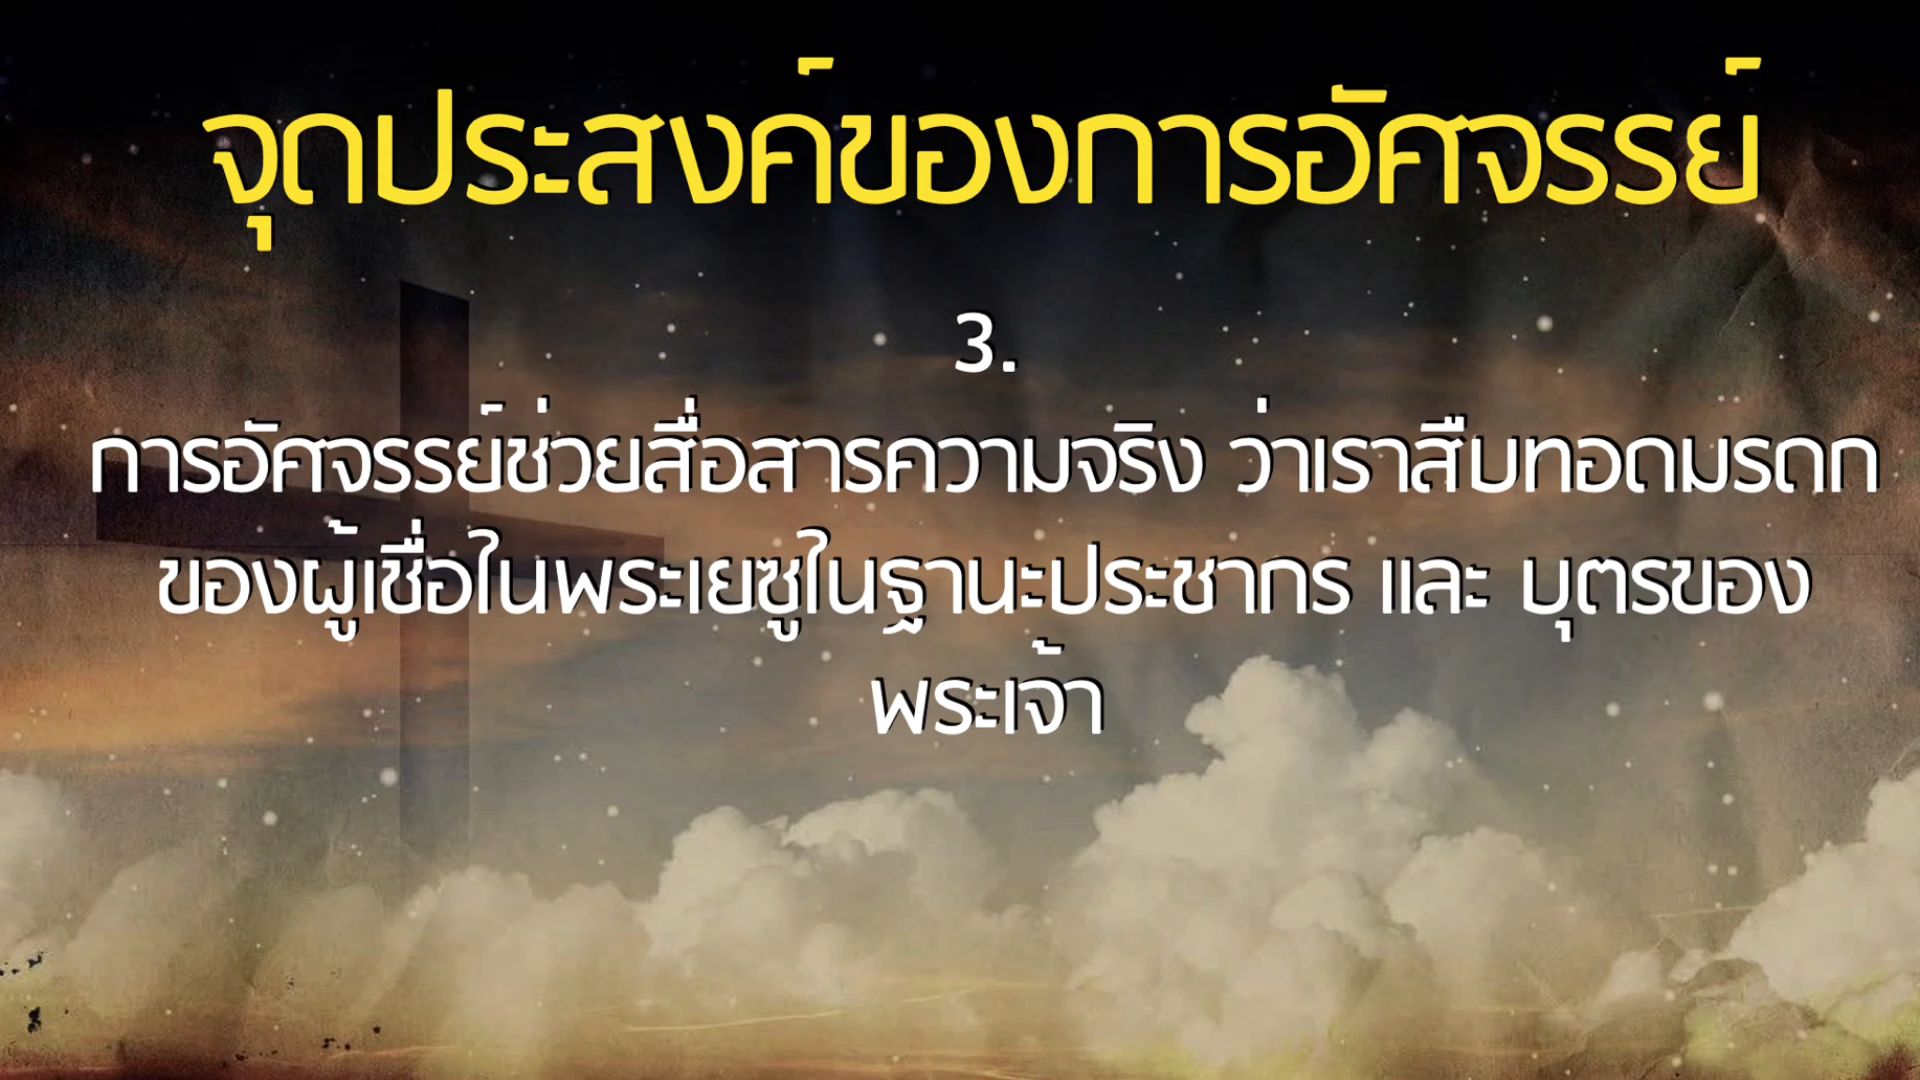 จุดประสงค์ของการอัศจรรย์
3.
การอัศจรรย์ช่วยสื่อสารความจริง ว่าเราสืบทอดมรดก
ของผู้เชื่อในพระเยซูในฐานะประชากร และ บุตรของ
พระเจ้า